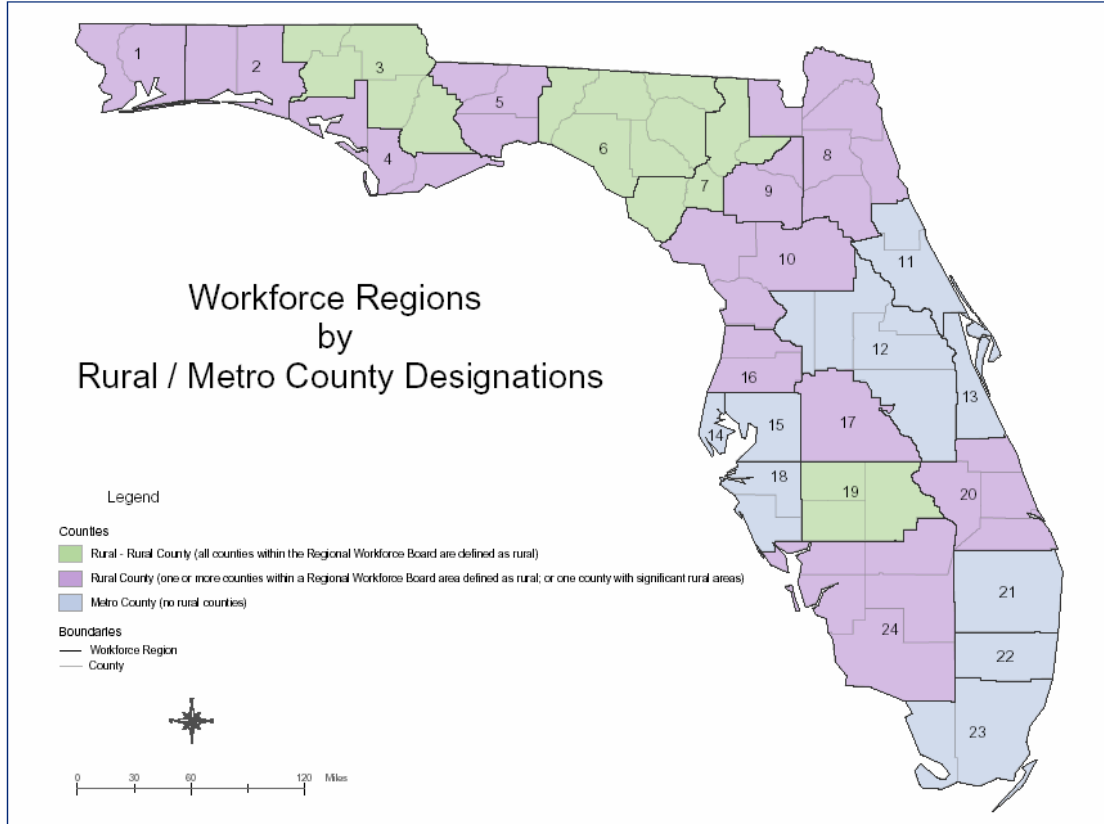 1
2
3
4
5
6
7
8
9
10
11
12
13
14
15
16
17
18
19
20
21
22
23
24
Workforce Regions
by
Rural / Metro County Designations
Legend
Counties
Rural - Rural County (all counties within the Regional Workforce Board are defined as rural)
Rural County (one or more counties within a Regional Workforce Board area defined as rural; or one county with significant rural areas)
Metro County (no rural counties)
Boundaries
Workforce Region
County
0 30 60 120 Miles